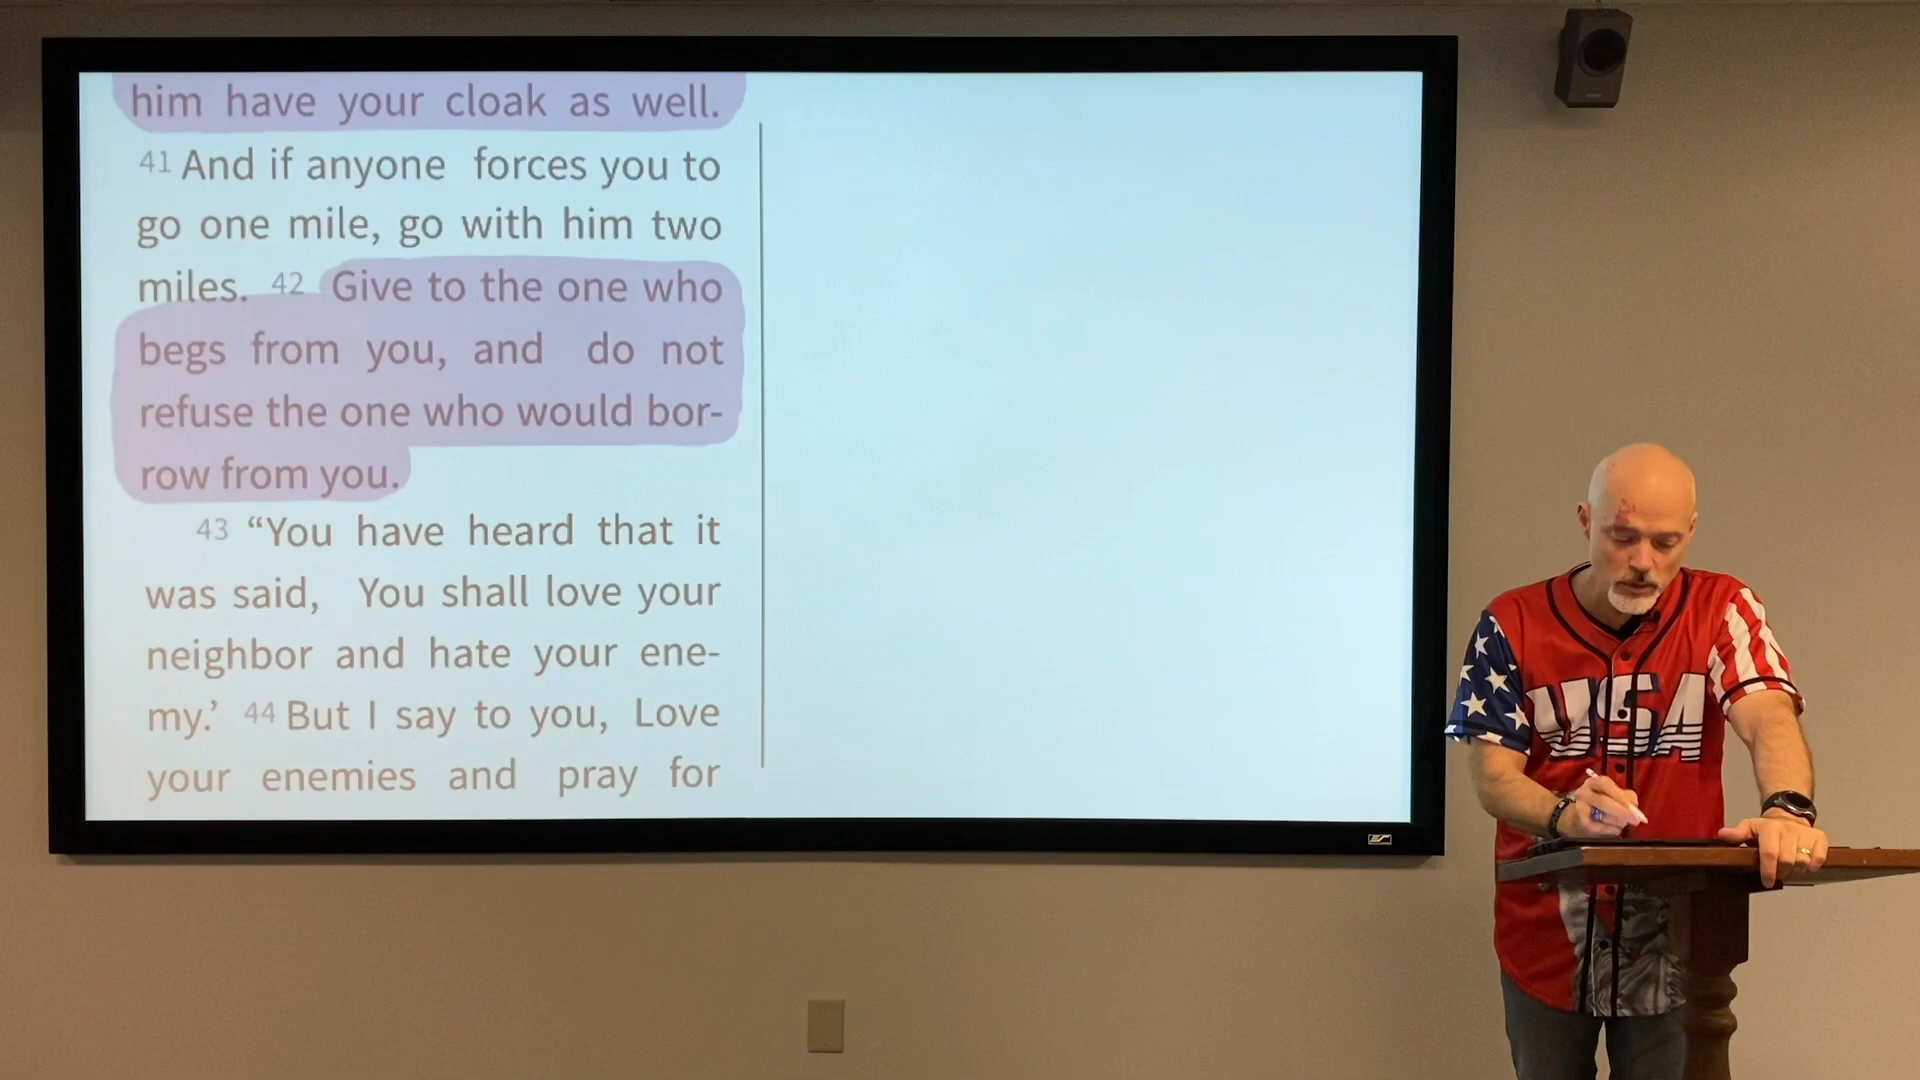 him have your cloak as well.
41 And if anyone forces you to
go one mile, go with him two
miles. 42 Give to the one who
begs from you, and do not
refuse the one who would bor-
row from you.
43 “You have heard that it
was said, You shall love your
neighbor and hate your ene-
my.’ 44 But I say to you, Love
your enemies and pray for
USA